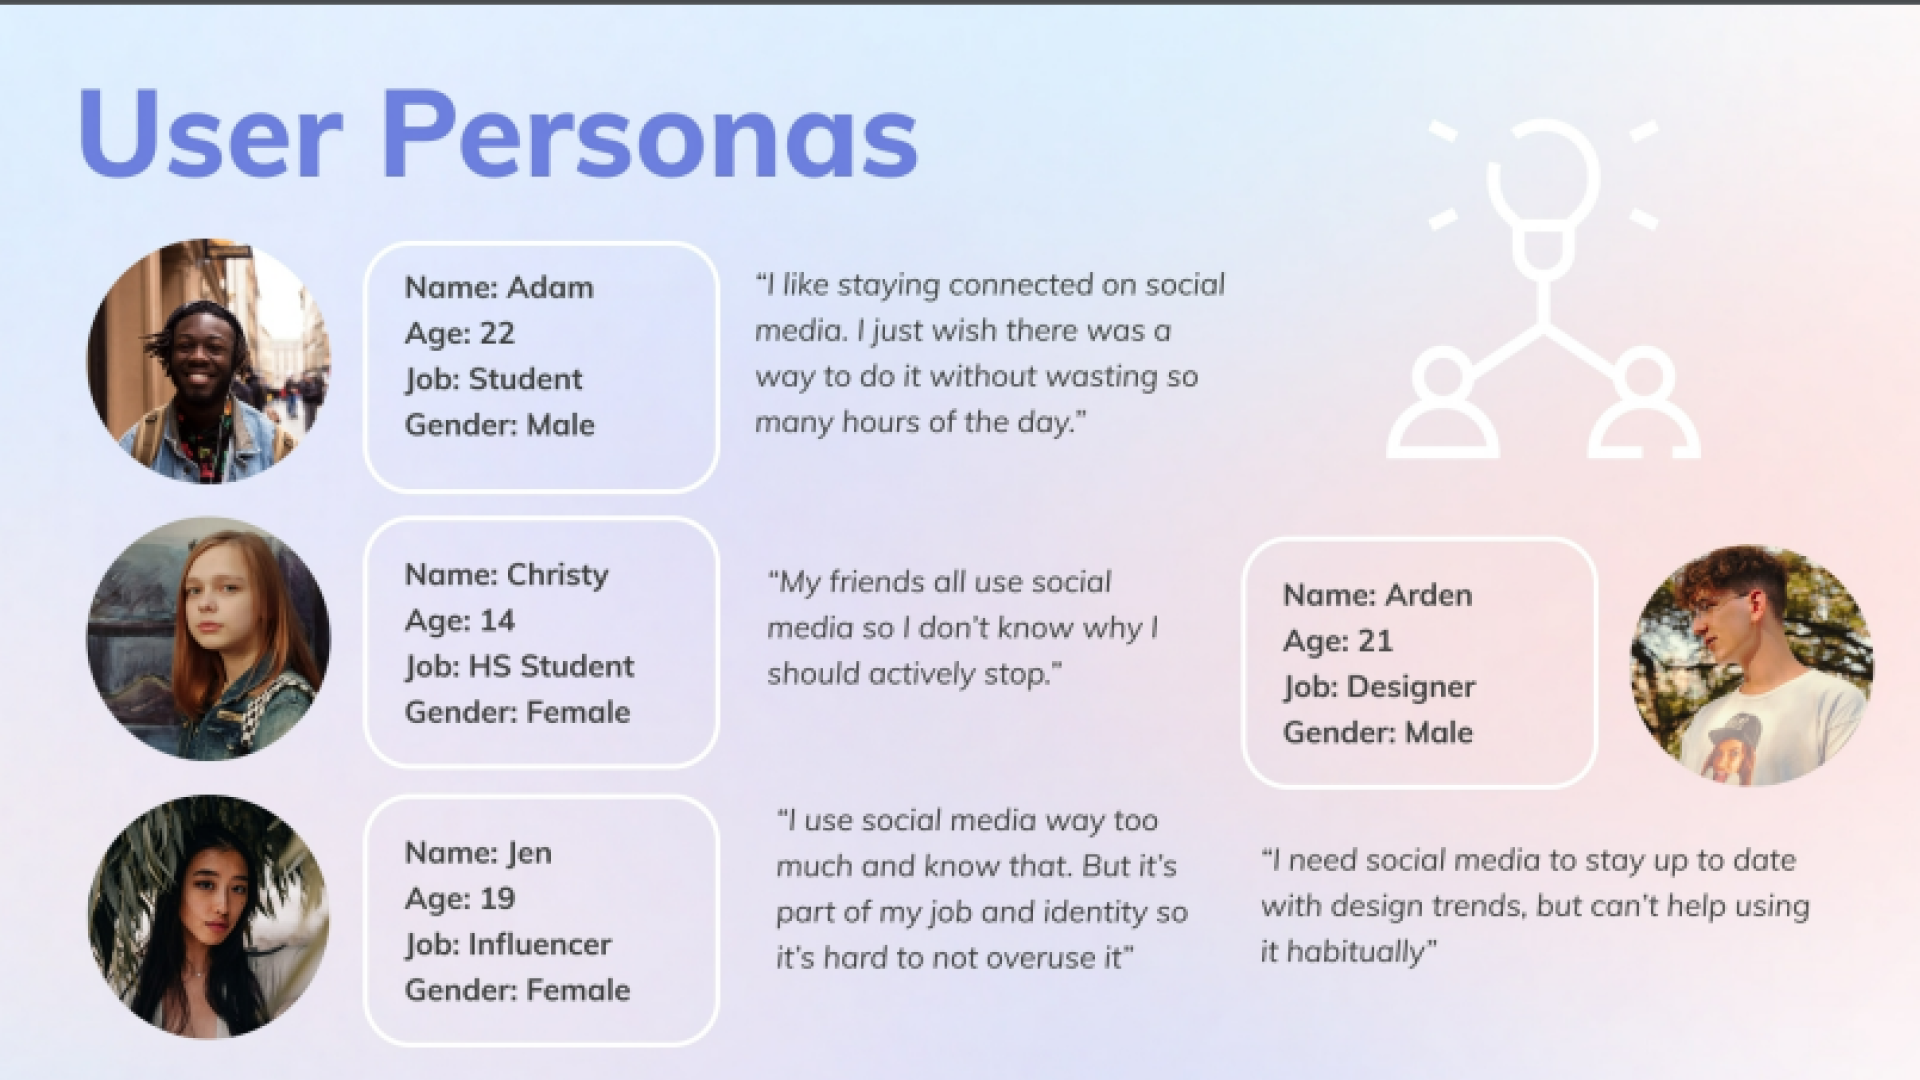 User Personas
Name: Adam
Age: 22
Job: Student
Gender: Male
“I like staying connected on social
media. I just wish there was a
way to do it without wasting so
many hours of the day.”
Name: Christy
Age: 14
Job: HS Student
Gender: Female
“My friends all use social
media so I don’t know why I
should actively stop.”
Name: Jen
Age: 19
Job: Influencer
Gender: Female
“I use social media way too
much and know that. But it’s
part of my job and identity so
it’s hard to not overuse it”
Name: Arden
Age: 21
Job: Designer
Gender: Male
“I need social media to stay up to date
with design trends, but can’t help using
it habitually”